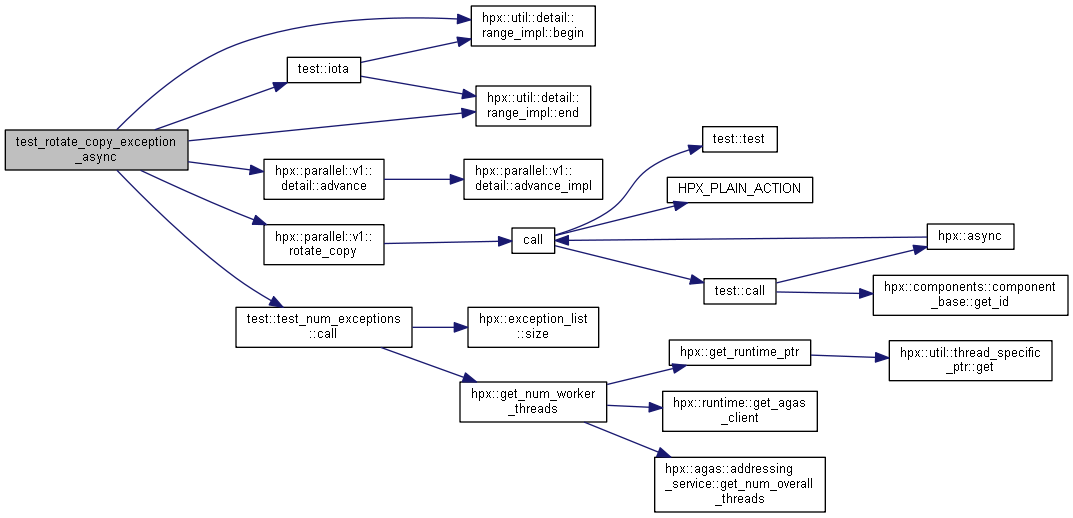 hpx::util::detail::
range_impl::begin
test::iota
hpx::util::detail::
range_impl::end
test_rotate_copy_exception
_async
hpx::parallel::v1::
detail::advance
hpx::parallel::v1::
detail::advance_impl
test::test
HPX_PLAIN_ACTION
hpx::parallel::v1::
rotate_copy
call
hpx::async
test::call
hpx::components::component
_base::get_id
test::test_num_exceptions
::call
hpx::exception_list
::size
hpx::get_runtime_ptr
hpx::util::thread_specific
_ptr::get
hpx::get_num_worker
_threads
hpx::runtime::get_agas
_client
hpx::agas::addressing
_service::get_num_overall
_threads